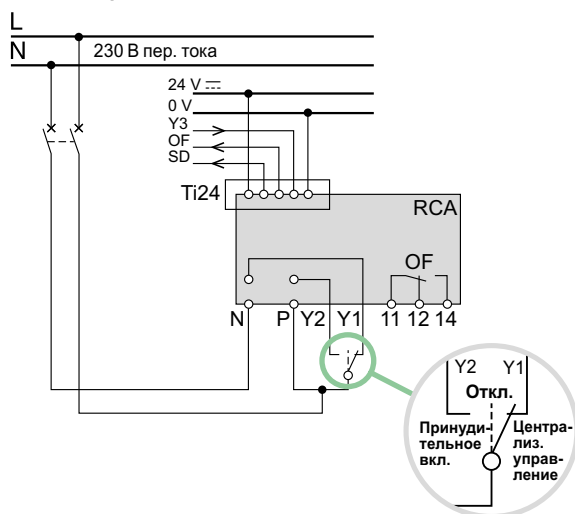 L
N
230 В пер. тока
24 V
0 V
Y3
OF
SD
Ti24
RCA
OF
N P Y2 Y1 11 12 14
Y2 Y1
Откл.
Принуди-
тельное
вкл.
Центра-
лиз.
управ-
ление